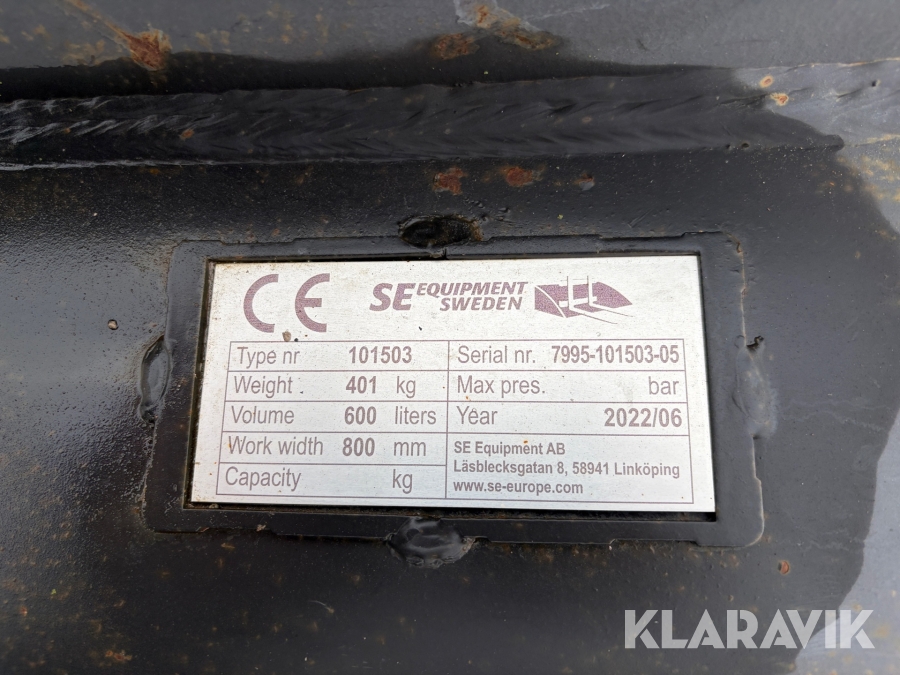 CE SE EQUIPMENT
SWEDEN
Type nr 101503 Serial nr. 7995-101503-05
Weight 401 kg Max pres. bar
Volume 600 liters Year 2022/06
Work width 800 mm SE Equipment AB
Läsblecksgatan 8, 58941 Linköping
Capacity kg www.se-europe.com
KLARAVIK